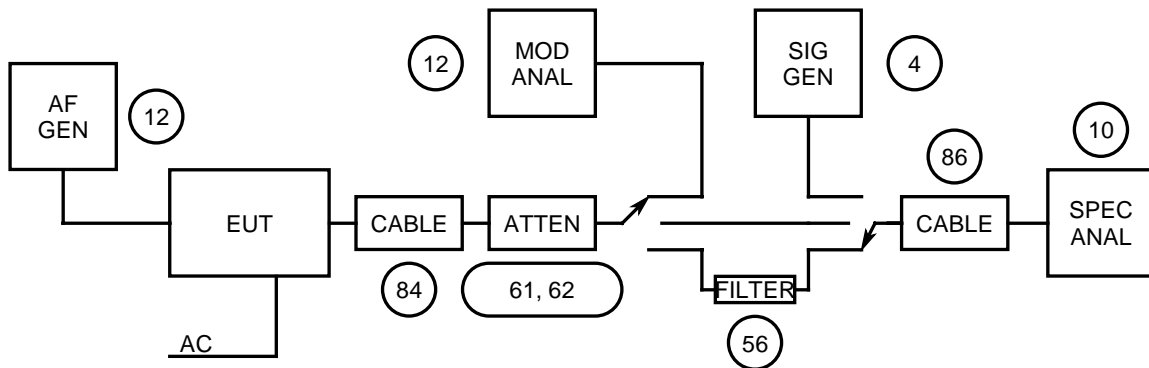 MOD
ANAL
12
SIG
GEN
4
AF
GEN
12
10
86
EUT
CABLE
ATTEN
CABLE
SPEC
ANAL
84
61, 62
FILTER
56
AC